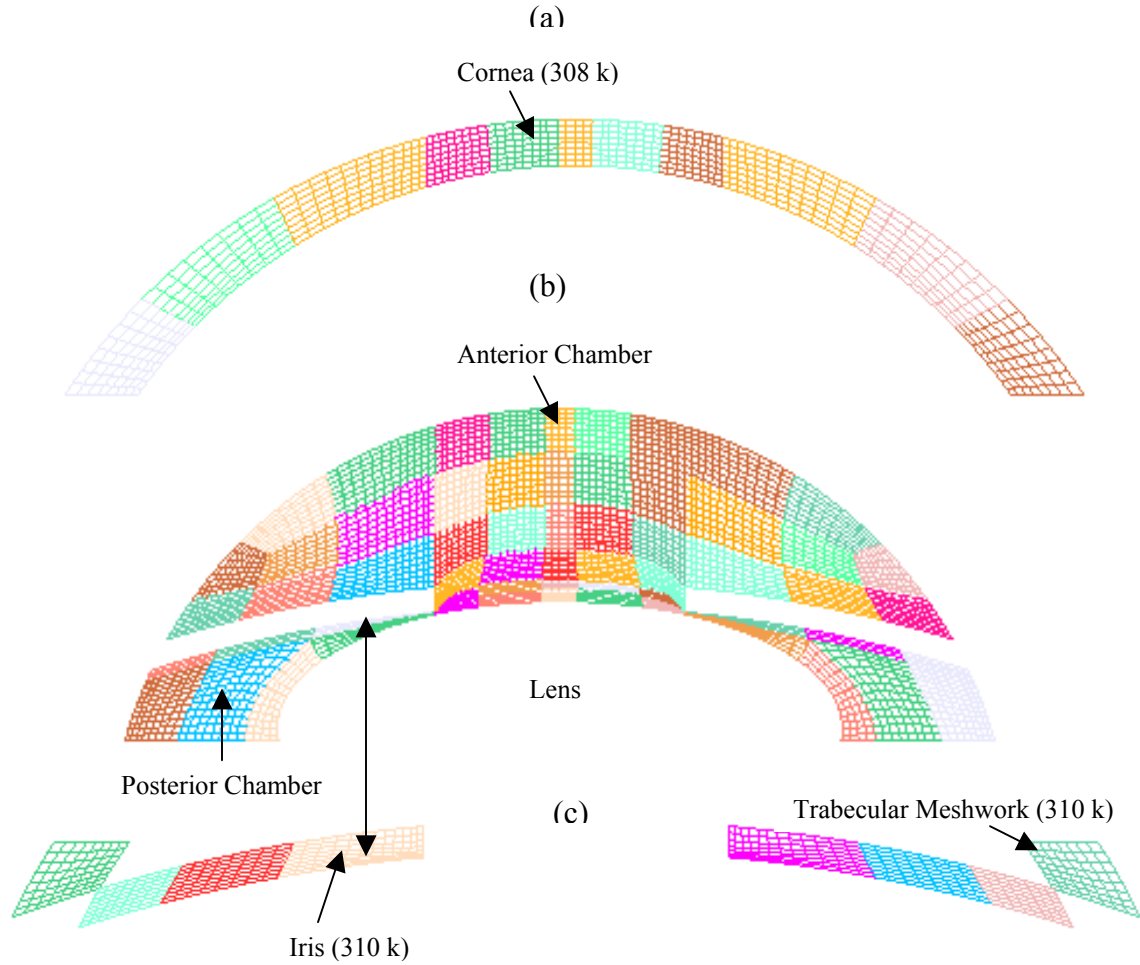 (a)
Cornea (308 k)
(b)
Anterior Chamber
Lens
Posterior Chamber
(c)
Trabecular Meshwork (310 k)
Iris (310 k)